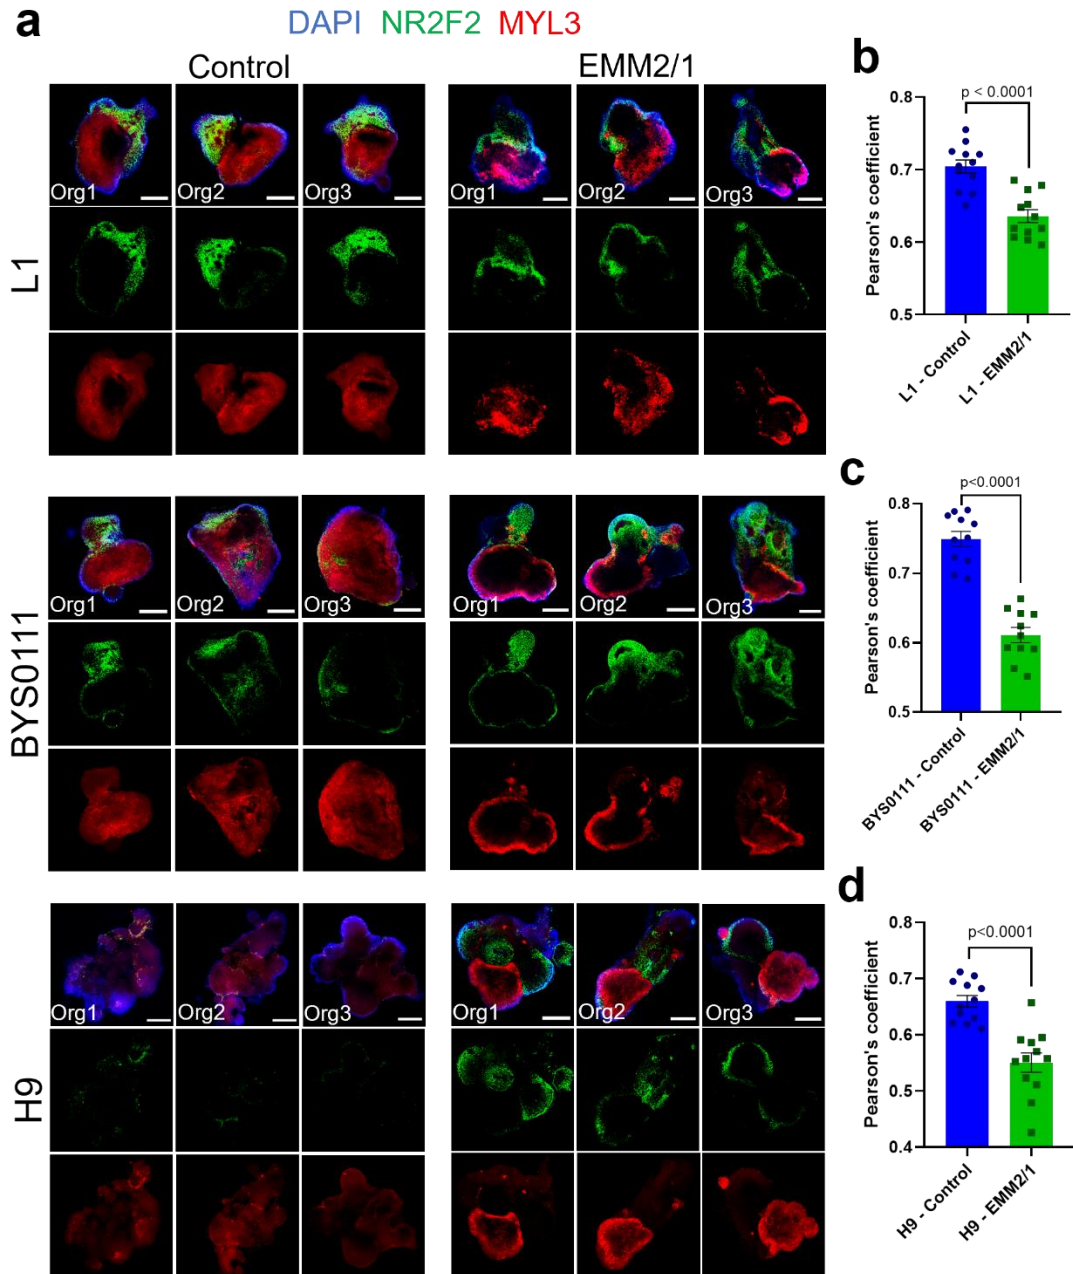 a
DAPI NR2F2 MYL3
Control
EMM2/1
L1
Org1
Org2
Org3
Org1
Org2
Org3
BYS0111
Org1
Org2
Org3
Org1
Org2
Org3
H9
Org1
Org2
Org3
Org1
Org2
Org3
b
p < 0.0001
Pearson's coefficient
0.8
0.7
0.6
0.5
L1 - Control
L1 - EMM2/1
c
p<0.0001
Pearson's coefficient
0.8
0.7
0.6
0.5
BYS0111 - Control
BYS0111 - EMM2/1
d
p<0.0001
Pearson's coefficient
0.8
0.7
0.6
0.5
0.4
H9 - Control
H9 - EMM2/1